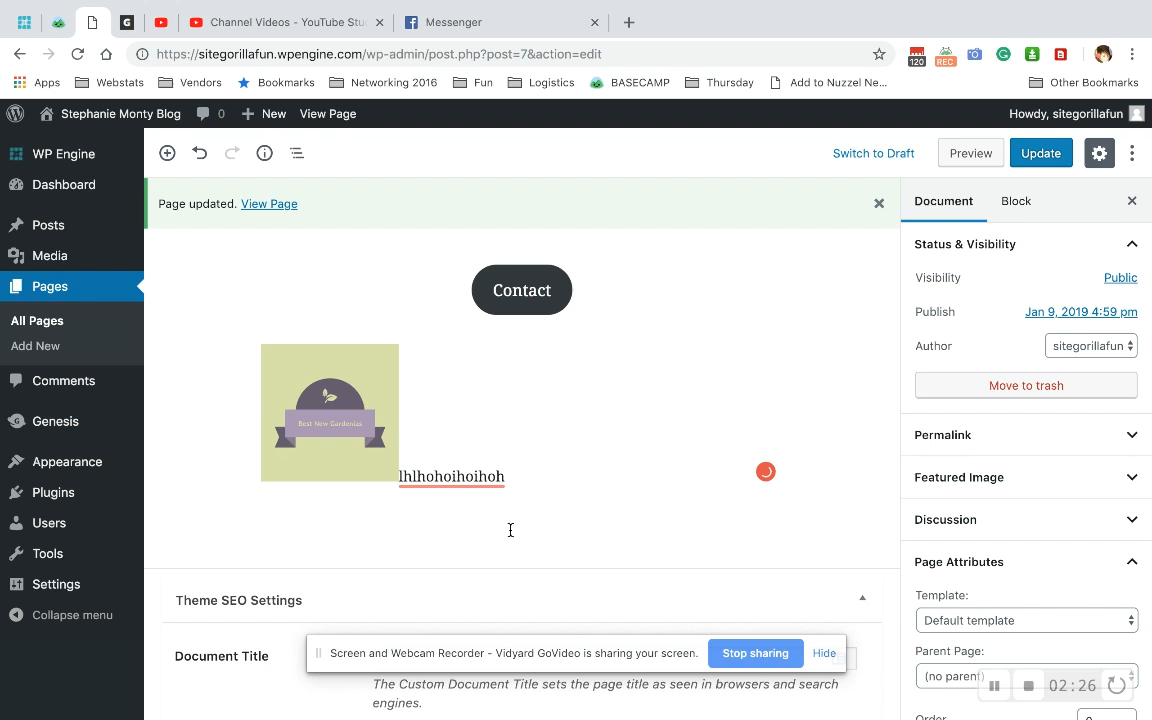 G
Channel Videos - YouTube Stu
Messenger
https://sitegorillafun.wpengine.com/wp-admin/post.php?post=7&action=edit
120
REC
Apps
Webstats
Vendors
Bookmarks
Networking 2016
Fun
Logistics
BASECAMP
Thursday
Add to Nuzzel Ne...
Other Bookmarks
Stephanie Monty Blog
0
New
View Page
Howdy, sitegorillafun
WP Engine
Dashboard
Posts
Media
Pages
All Pages
Add New
Comments
Genesis
Appearance
Plugins
Users
Tools
Settings
Collapse menu
Switch to Draft
Preview
Update
Page updated. View Page
Contact
Best New Gardenias
lhlhohoihoihoh
Theme SEO Settings
Document Title
The Custom Document Title sets the page title as seen in browsers and search
engines.
Screen and Webcam Recorder - Vidyard GoVideo is sharing your screen.
Stop sharing
Hide
Document
Block
Status & Visibility
Visibility
Public
Publish
Jan 9, 2019 4:59 pm
Author
sitegorillafun
Move to trash
Permalink
Featured Image
Discussion
Page Attributes
Template:
Default template
Parent Page:
(no parent)
02:26
Order
0